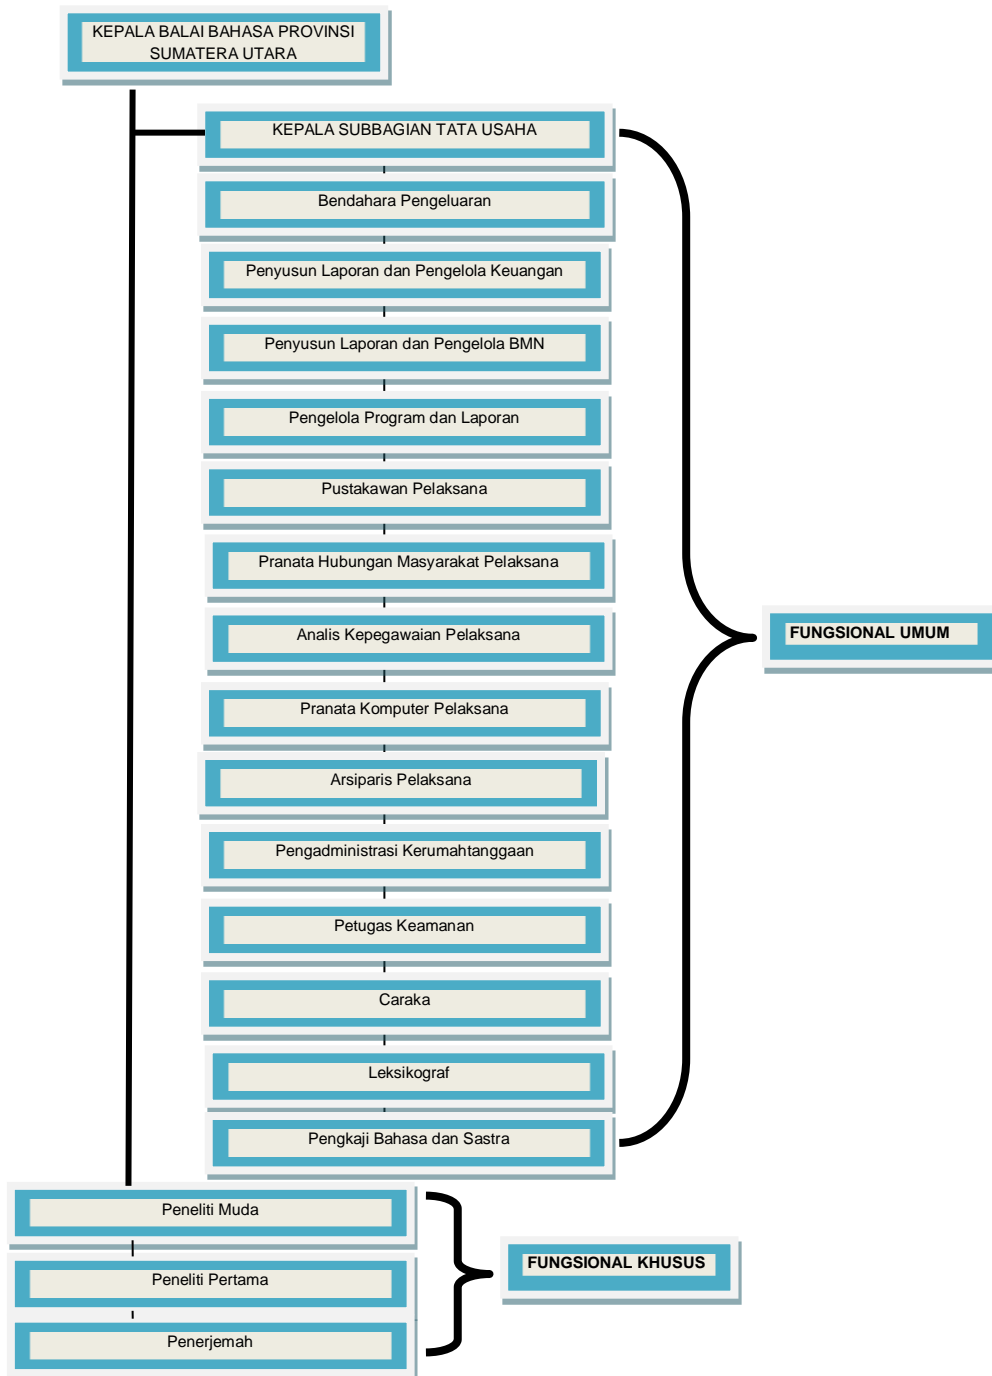 KEPALA BALAI BAHASA PROVINSI
SUMATERA UTARA
KEPALA SUBBAGIAN TATA USAHA
Bendahara Pengeluaran
Penyusun Laporan dan Pengelola Keuangan
Penyusun Laporan dan Pengelola BMN
Pengelola Program dan Laporan
Pustakawan Pelaksana
Pranata Hubungan Masyarakat Pelaksana
Analis Kepegawaian Pelaksana
FUNGSIONAL UMUM
Pranata Komputer Pelaksana
Arsiparis Pelaksana
Pengadministrasi Kerumahtanggaan
Petugas Keamanan
Caraka
Leksikograf
Pengkaji Bahasa dan Sastra
Peneliti Muda
FUNGSIONAL KHUSUS
Peneliti Pertama
Penerjemah